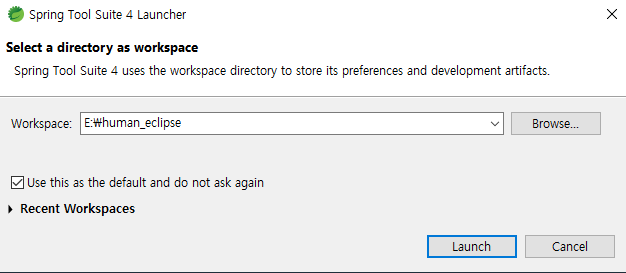 Spring Tool Suite 4 Launcher
Select a directory as workspace
Spring Tool Suite 4 uses the workspace directory to store its preferences and development artifacts.
Workspace: E:₩human_eclipse Browse...
Use this as the default and do not ask again
Recent Workspaces
Launch Cancel